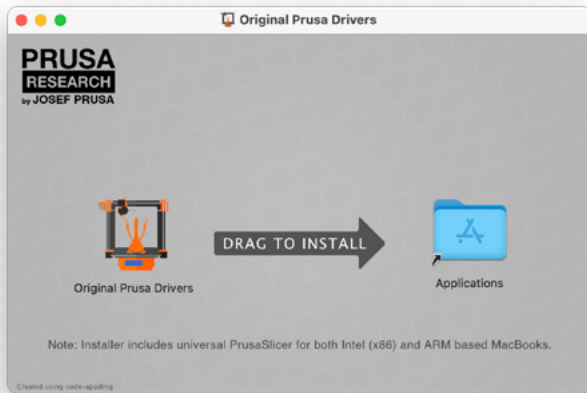 Original Prusa Drivers
PRUSA
RESEARCH
by JOSEF PRUSA
DRAG TO INSTALL
Original Prusa Drivers
Applications
Note: Installer includes universal PrusaSlicer for both Intel (x86) and ARM based MacBooks.
Created using node-appdmg